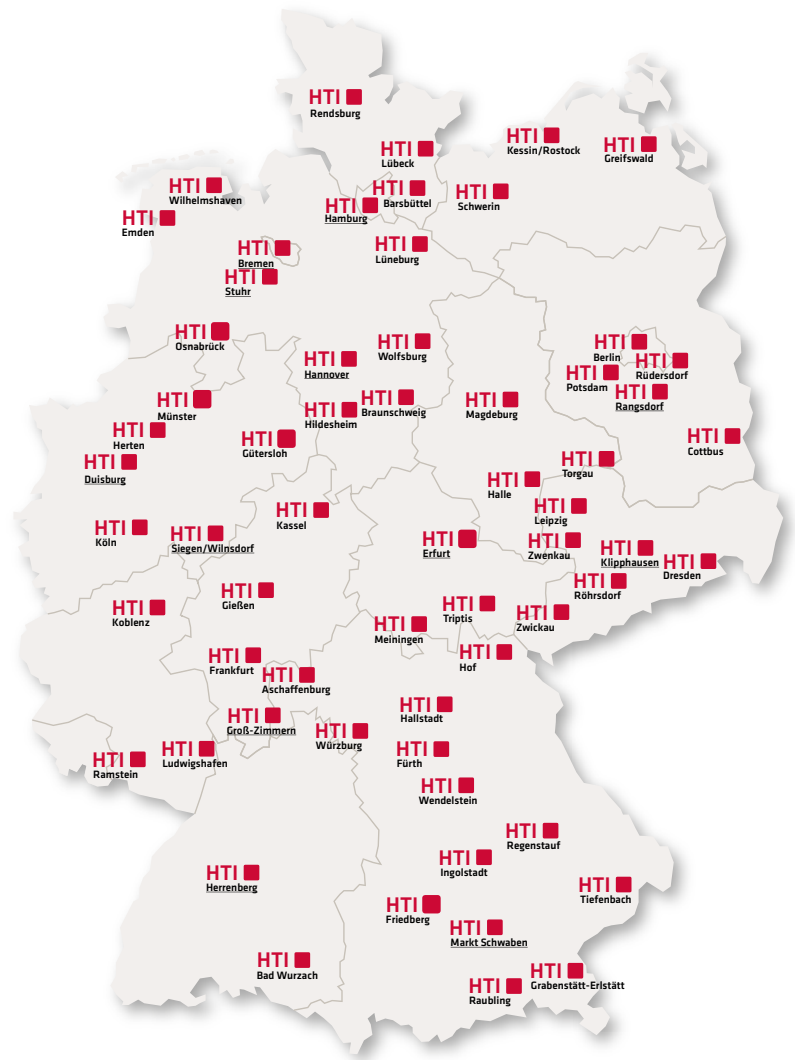 HTI
Rendsburg
HTI
Kessin/Rostock
HTI
Greifswald
HTI
Lübeck
HTI
Wilhelmshaven
HTI
Barsbüttel
HTI
Schwerin
HTI
Hamburg
HTI
Emden
HTI
Lüneburg
HTI
Bremen
HTI
Stuhr
HTI
Osnabrück
HTI
Wolfsburg
HTI
Berlin
HTI
Hannover
HTI
Rüdersdorf
HTI
Potsdam
HTI
Rangsdorf
HTI
Münster
HTI
Braunschweig
HTI
Magdeburg
HTI
Hildesheim
HTI
Herten
HTI
Gütersloh
HTI
Cottbus
HTI
Duisburg
HTI
Torgau
HTI
Halle
HTI
Kassel
HTI
Leipzig
HTI
Köln
HTI
Siegen/Wilnsdorf
HTI
Erfurt
HTI
Zwenkau
HTI
Klipphausen
HTI
Dresden
HTI
Röhrsdorf
HTI
Gießen
HTI
Koblenz
HTI
Triptis
HTI
Zwickau
HTI
Meiningen
HTI
Hof
HTI
Frankfurt
HTI
Aschaffenburg
HTI
Hallstadt
HTI
Groß-Zimmern
HTI
Würzburg
HTI
Ludwigshafen
HTI
Fürth
HTI
Ramstein
HTI
Wendelstein
HTI
Regenstauf
HTI
Ingolstadt
HTI
Herrenberg
HTI
Tiefenbach
HTI
Friedberg
HTI
Markt Schwaben
HTI
Bad Wurzach
HTI
Grabenstätt-Erlstätt
HTI
Raubling